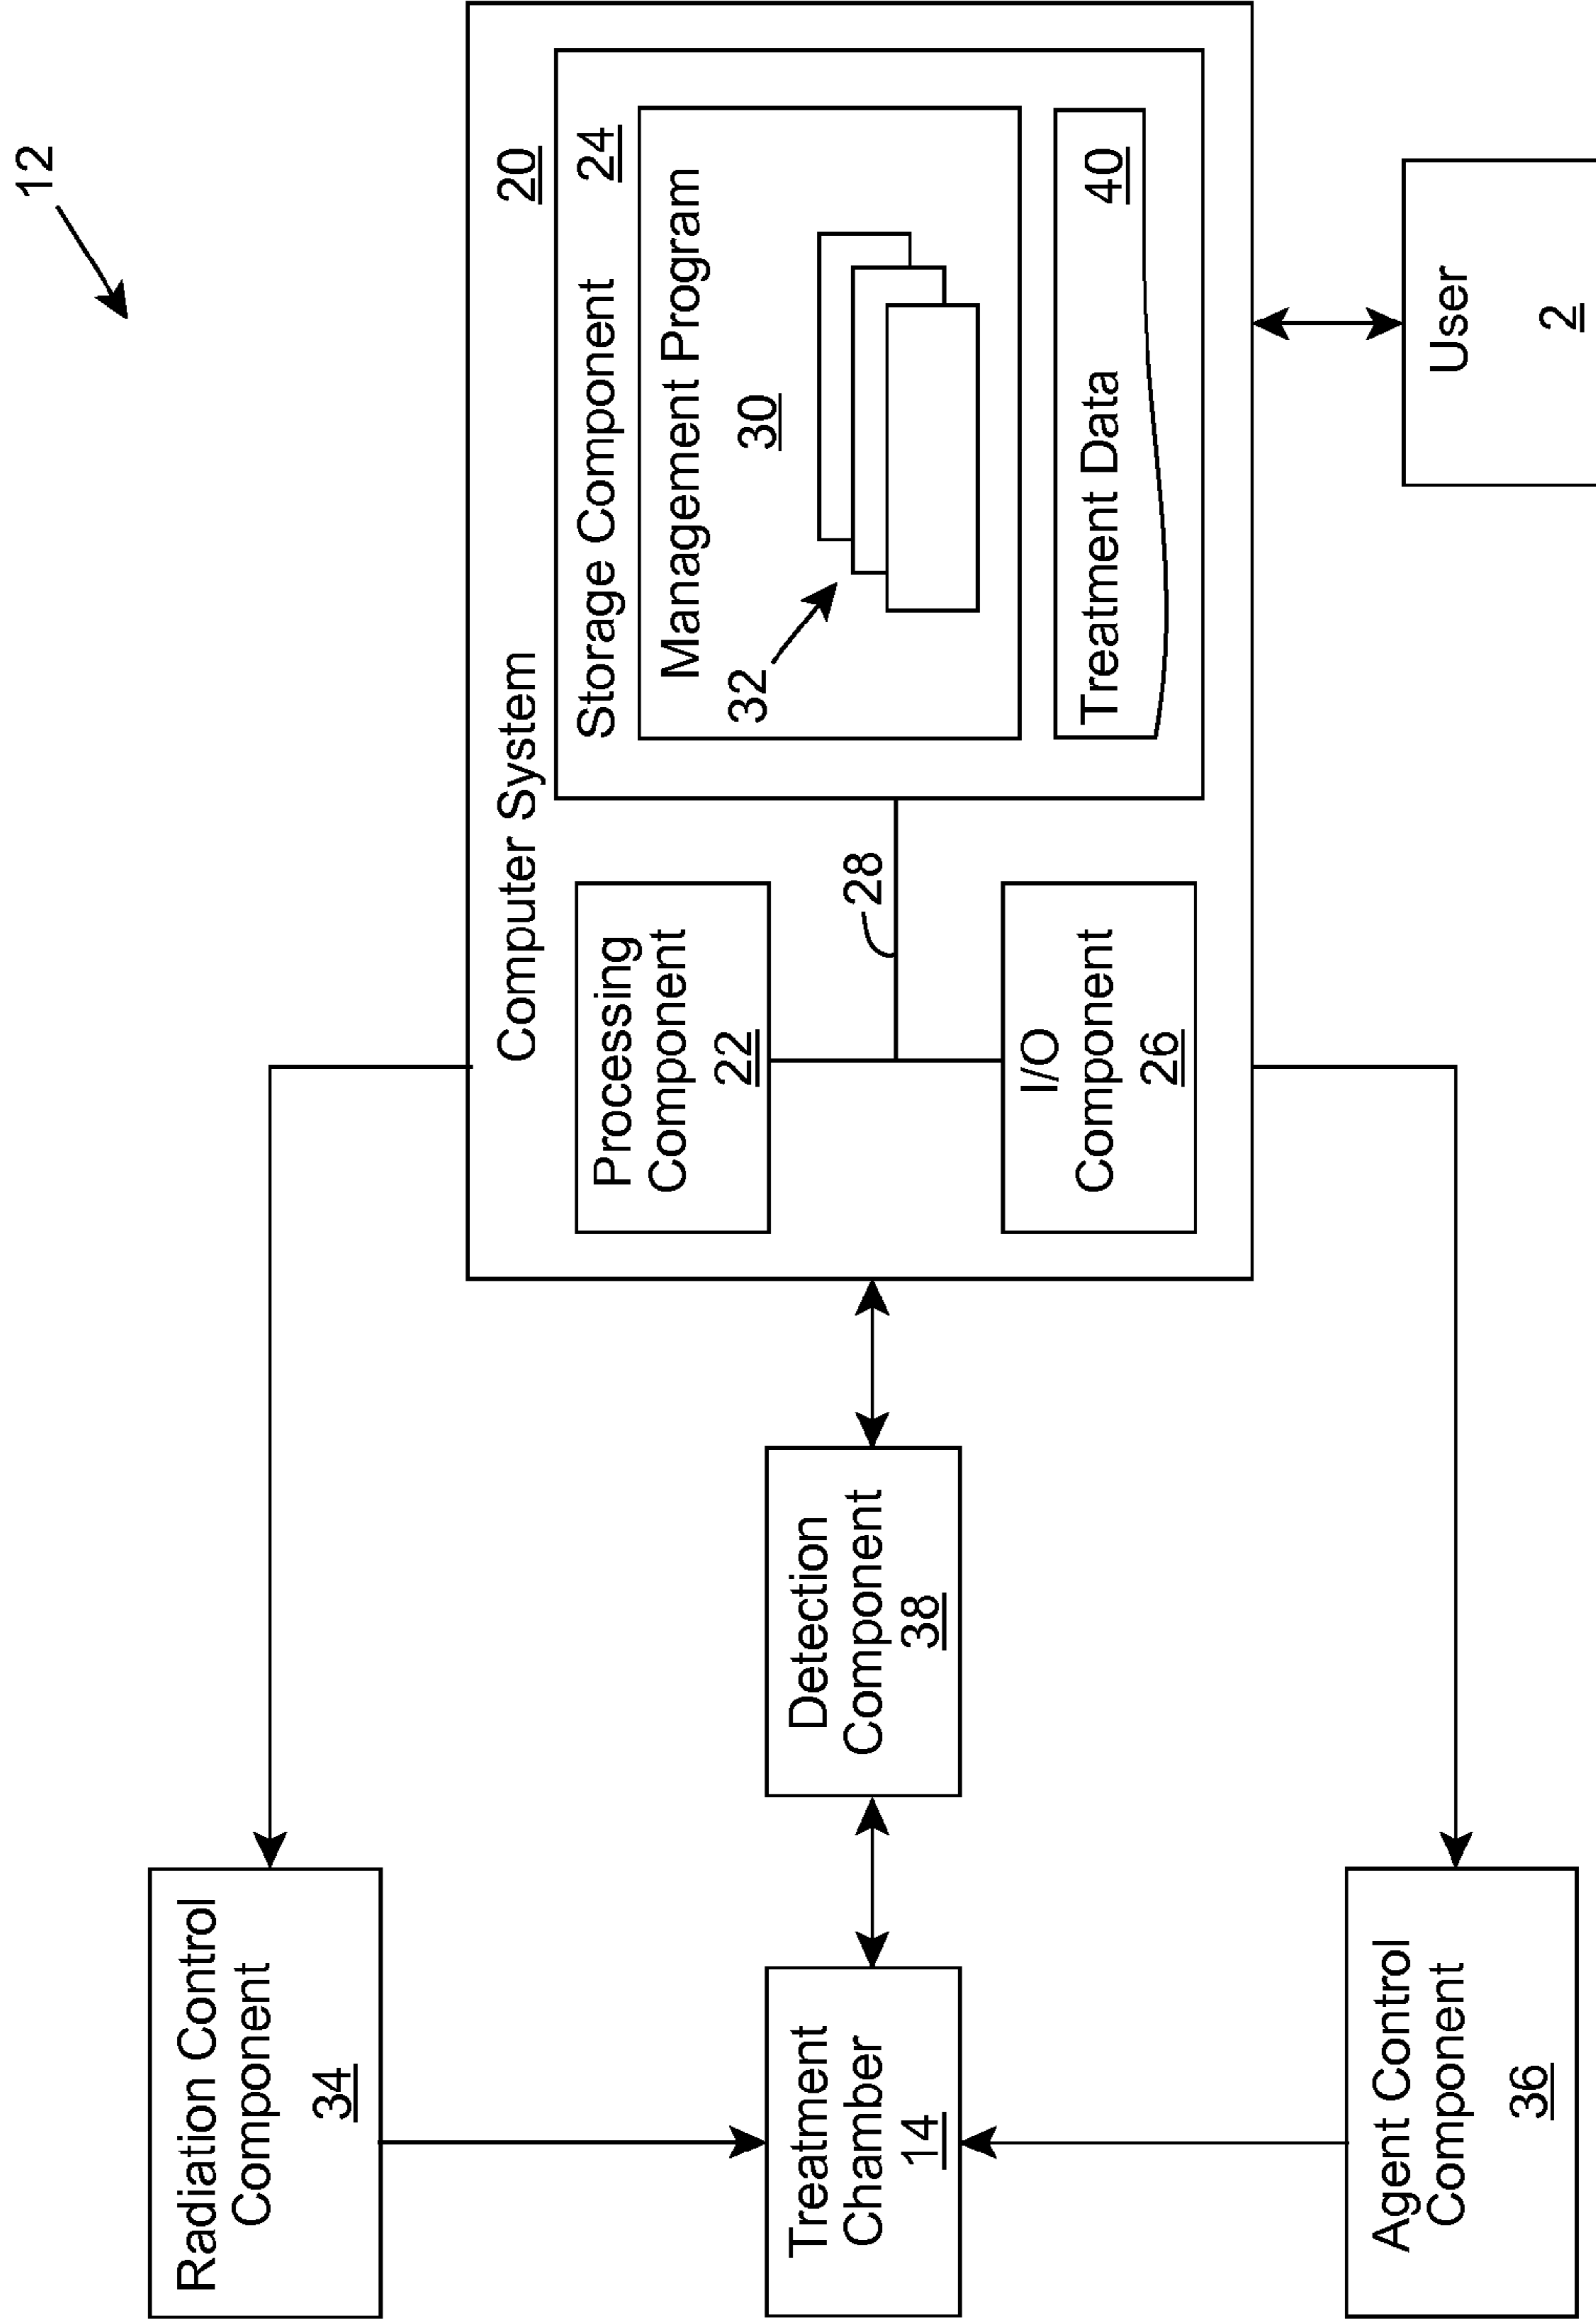 12
Radiation Control
Component
34
Treatment
Chamber
14
Agent Control
Component
36
Detection
Component
38
Computer System
20
Processing
Component
22
I/O
Component
26
28
Storage Component
24
Management Program
30
32
Treatment Data
40
User
2